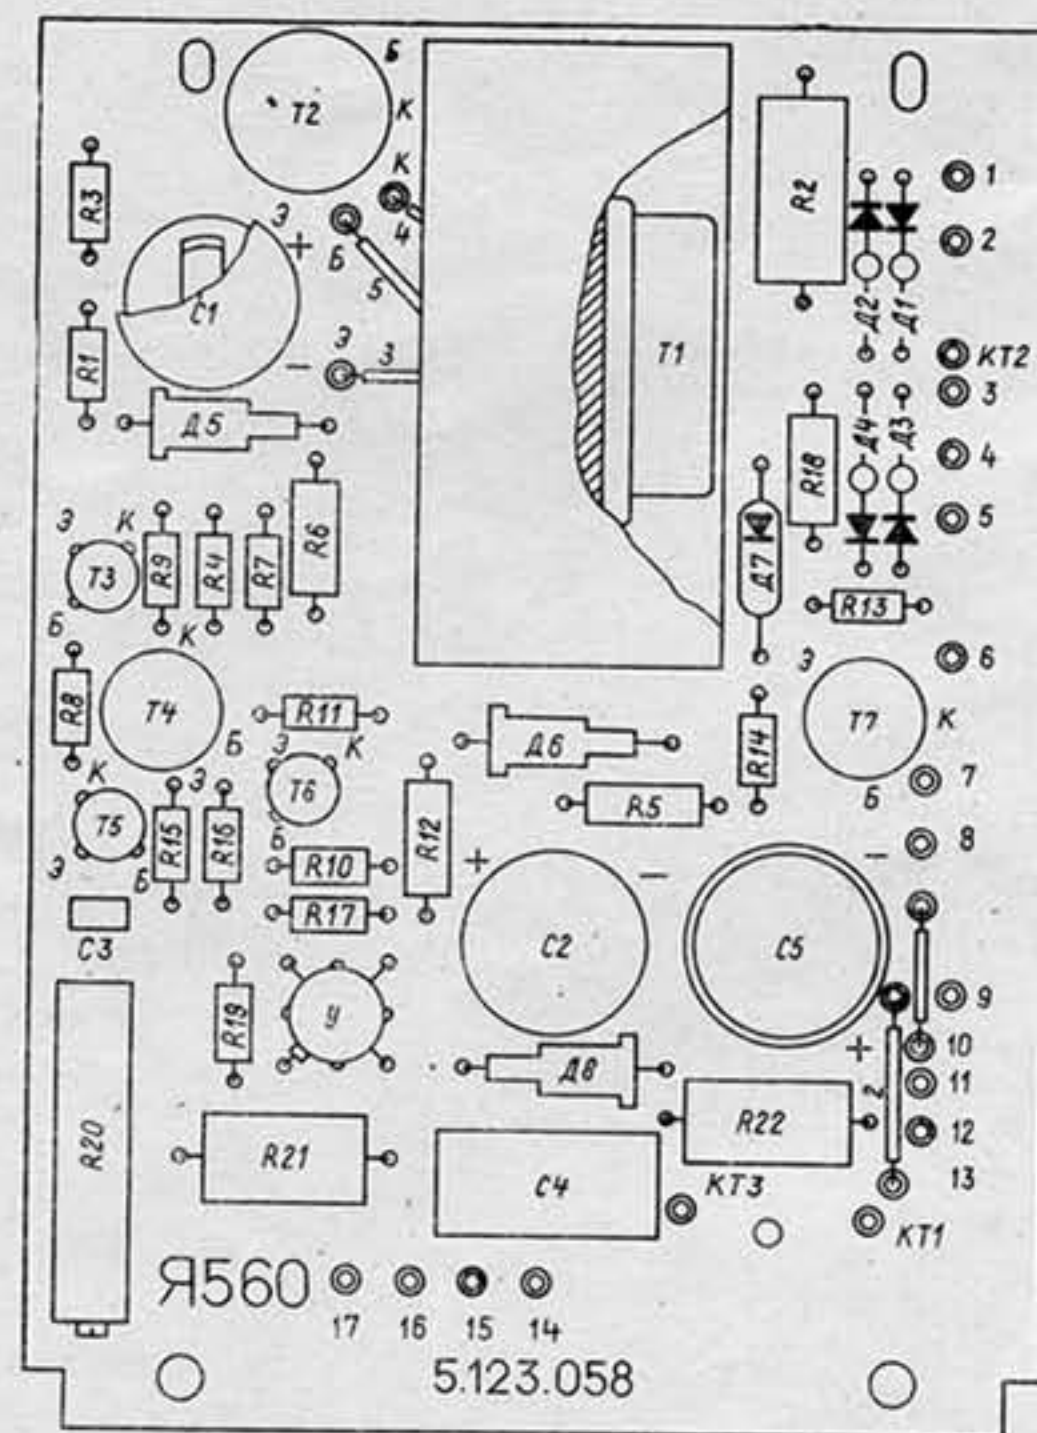 Б
Т2
К
К
4
Э
Б
5
+
С1
R3
R1
Э
3
−
Д5
Т1
R2
1
2
Д2
Д1
КТ2
3
Д4
Д3
4
5
R18
Д7
R13
6
Э
К
Т3
Б
R9
R4
R7
R6
К
R8
Т4
Б
Э
R11
Э
К
Т6
Б
К
Т5
Э
Б
R15
R16
R12
Д6
R5
R14
Э
Т7
К
Б
7
8
R10
R17
С3
+
−
С2
−
С5
+
9
10
11
12
13
2
R19
У
Д8
R20
R21
С4
R22
КТ3
КТ1
Я560
17
16
15
14
5.123.058